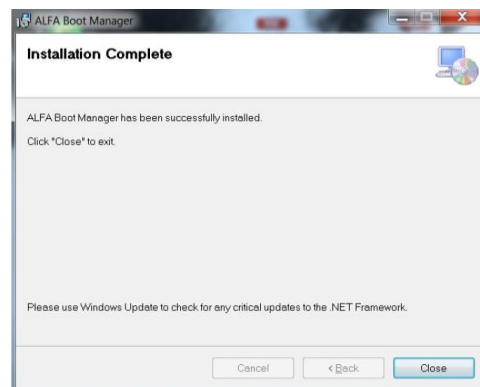 ALFA Boot Manager
Installation Complete
ALFA Boot Manager has been successfully installed.
Click "Close" to exit.
Please use Windows Update to check for any critical updates to the .NET Framework.
Cancel
< Back
Close